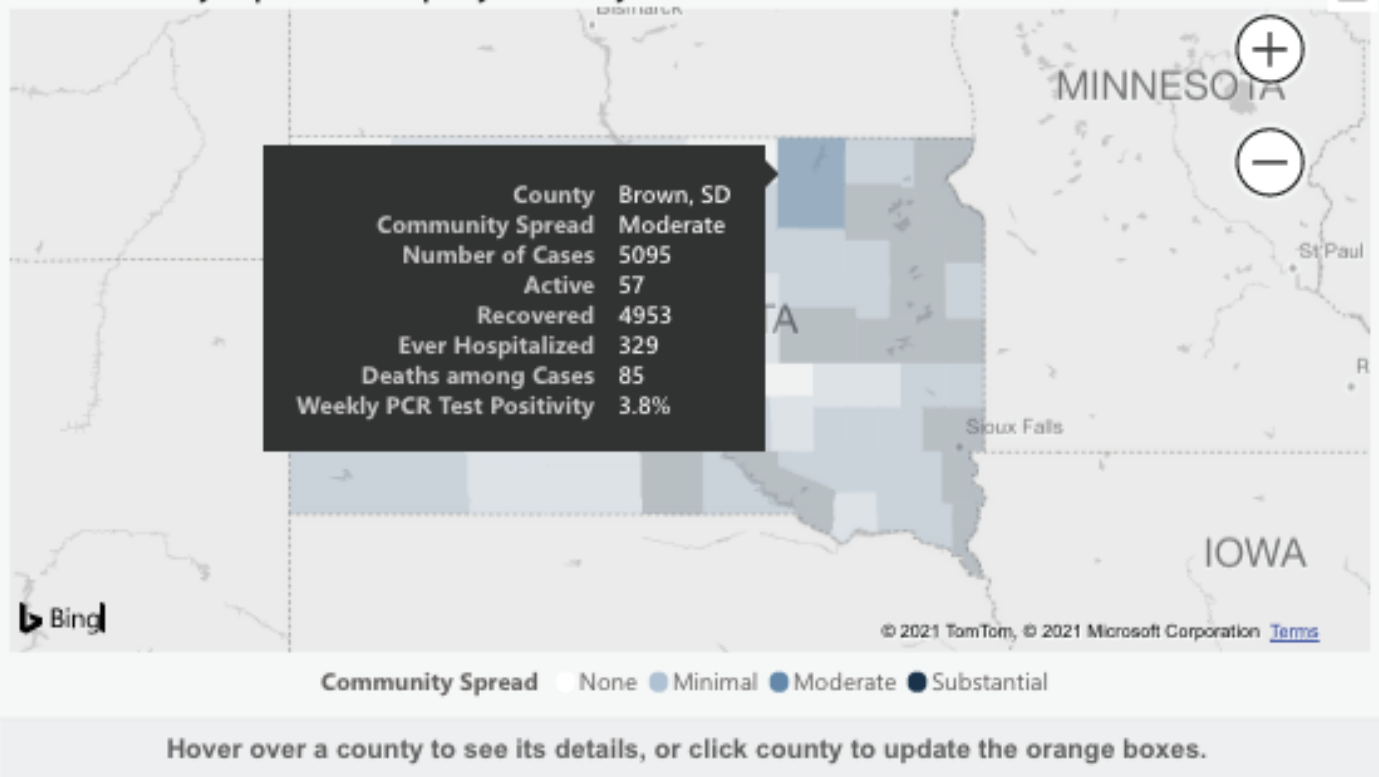 Bismarck
MINNESOTA
County Brown, SD
Community Spread Moderate
Number of Cases 5095
Active 57
Recovered 4953
Ever Hospitalized 329
Deaths among Cases 85
Weekly PCR Test Positivity 3.8%
St Paul
TA
R
Sioux Falls
IOWA
Bing
© 2021 TomTom, © 2021 Microsoft Corporation Terms
Community Spread None Minimal Moderate Substantial
Hover over a county to see its details, or click county to update the orange boxes.